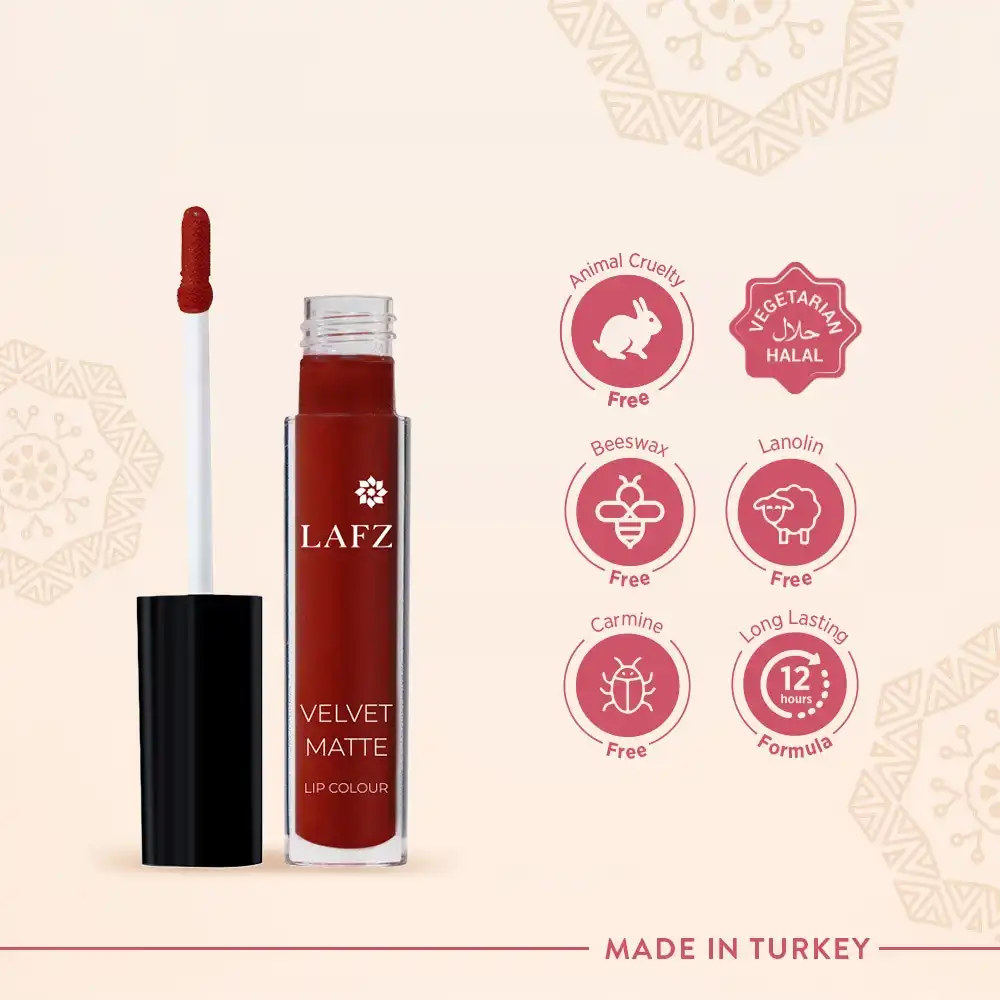 LAFZ
VELVET
MATTE
LIP COLOUR
Animal Cruelty
Free
VEGETARIAN
حلال
HALAL
Beeswax
Free
Lanolin
Free
Carmine
Free
Long Lasting
12
hours
Formula
MADE IN TURKEY